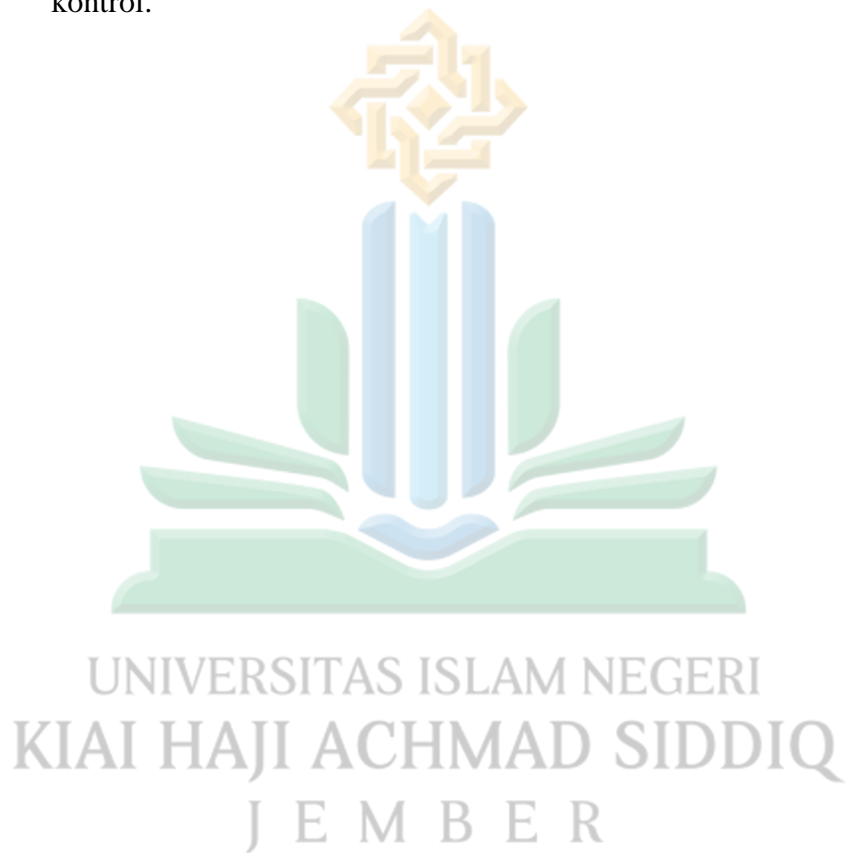 kontrol.
UNIVERSITAS ISLAM NEGERI
KIAI HAJI ACHMAD SIDDIQ
J E M B E R